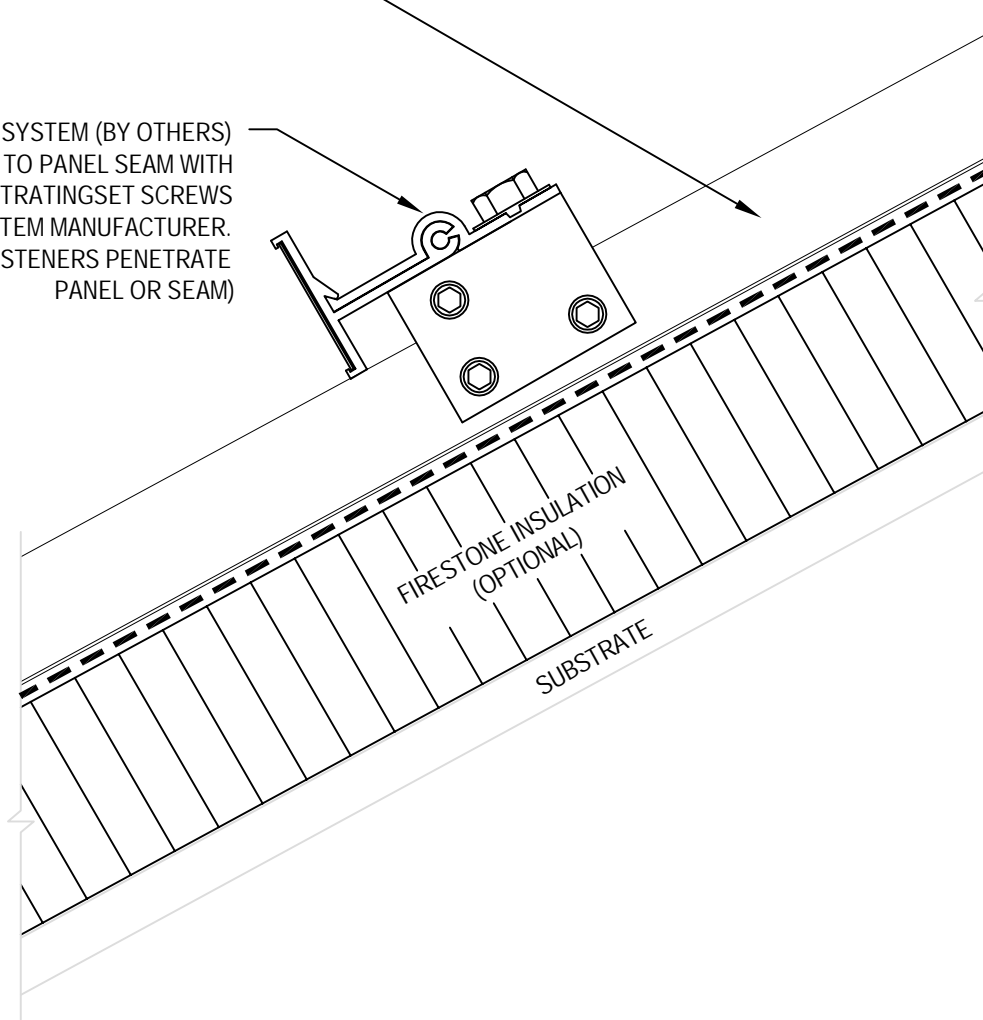 SYSTEM (BY OTHERS)
TO PANEL SEAM WITH
TRATINGSET SCREWS
TEM MANUFACTURER.
STENERS PENETRATE
PANEL OR SEAM)
FIRESTONE INSULATION
(OPTIONAL)
SUBSTRATE